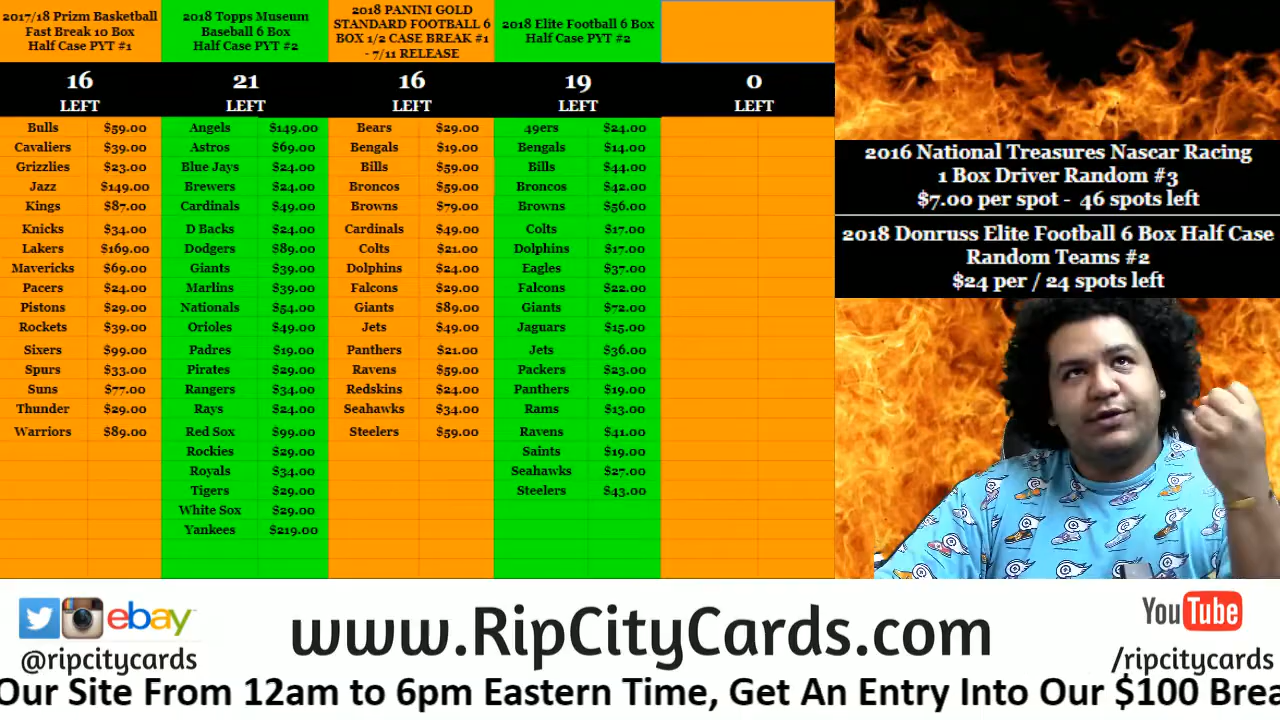 2017/18 Prizm Basketball
Fast Break 10 Box
Half Case PYT #1
16
LEFT
Bulls $59.00
Cavaliers $39.00
Grizzlies $23.00
Jazz $149.00
Kings $87.00
Knicks $34.00
Lakers $169.00
Mavericks $69.00
Pacers $24.00
Pistons $29.00
Rockets $39.00
Sixers $99.00
Spurs $33.00
Suns $77.00
Thunder $29.00
Warriors $89.00
2018 Topps Museum
Baseball 6 Box
Half Case PYT #2
21
LEFT
Angels $149.00
Astros $69.00
Blue Jays $24.00
Brewers $24.00
Cardinals $49.00
D Backs $24.00
Dodgers $89.00
Giants $39.00
Marlins $39.00
Nationals $54.00
Orioles $49.00
Padres $19.00
Pirates $29.00
Rangers $34.00
Rays $24.00
Red Sox $99.00
Rockies $29.00
Royals $34.00
Tigers $29.00
White Sox $29.00
Yankees $219.00
2018 PANINI GOLD
STANDARD FOOTBALL 6
BOX 1/2 CASE BREAK #1
- 7/11 RELEASE
16
LEFT
Bears $29.00
Bengals $19.00
Bills $59.00
Broncos $59.00
Browns $79.00
Cardinals $49.00
Colts $21.00
Dolphins $24.00
Falcons $29.00
Giants $89.00
Jets $49.00
Panthers $21.00
Ravens $59.00
Redskins $24.00
Seahawks $34.00
Steelers $59.00
2018 Elite Football 6 Box
Half Case PYT #2
19
LEFT
49ers $24.00
Bengals $14.00
Bills $44.00
Broncos $42.00
Browns $56.00
Colts $17.00
Dolphins $17.00
Eagles $37.00
Falcons $22.00
Giants $72.00
Jaguars $15.00
Jets $36.00
Packers $23.00
Panthers $19.00
Rams $13.00
Ravens $41.00
Saints $19.00
Seahawks $27.00
Steelers $43.00
0
LEFT
2016 National Treasures Nascar Racing
1 Box Driver Random #3
$7.00 per spot - 46 spots left
2018 Donruss Elite Football 6 Box Half Case
Random Teams #2
$24 per / 24 spots left
ebay
@ripcitycards
www.RipCityCards.com
YouTube
/ripcitycards
Our Site From 12am to 6pm Eastern Time, Get An Entry Into Our $100 Brea